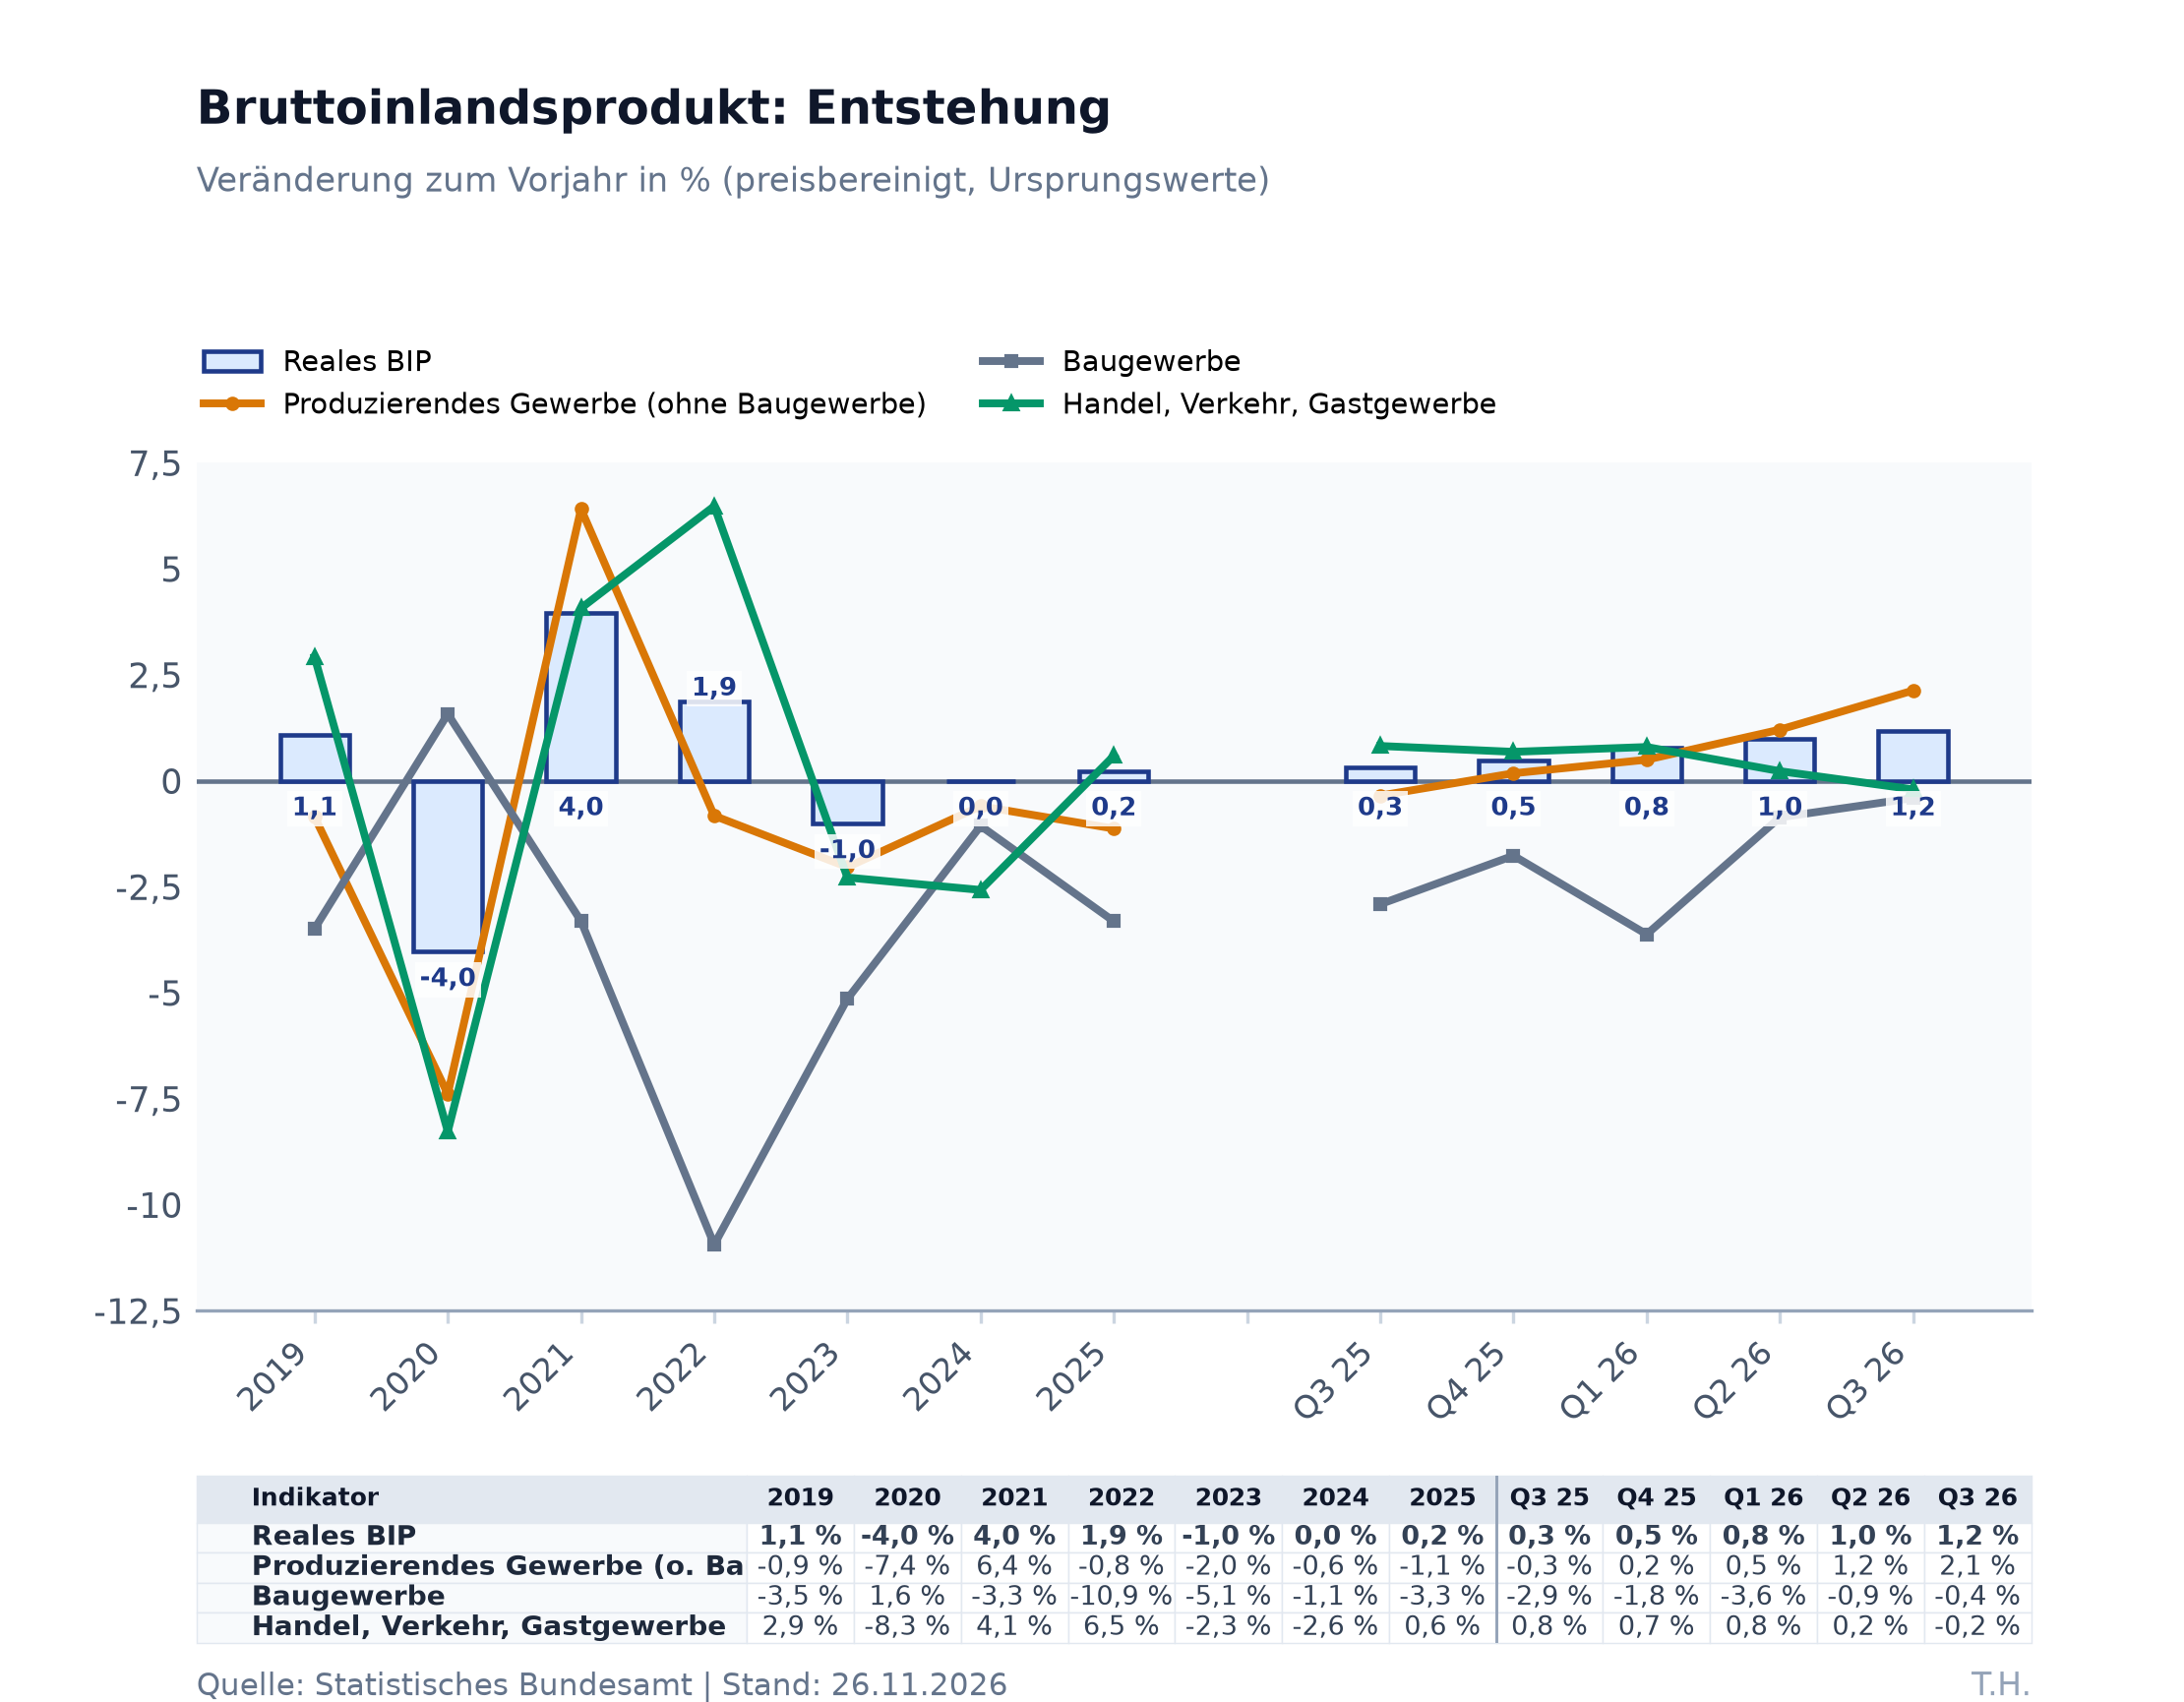 Bruttoinlandsprodukt: Entstehung
Veränderung zum Vorjahr in % (preisbereinigt, Ursprungswerte)
Reales BIP
Baugewerbe
Produzierendes Gewerbe (ohne Baugewerbe)
Handel, Verkehr, Gastgewerbe
7,5
5
2,5
0
-2,5
-5
-7,5
-10
-12,5
1,1
-4,0
4,0
1,9
-1,0
0,0
0,2
0,3
0,5
0,8
1,0
1,2
2019 2020 2021 2022 2023 2024 2025 Q3 25 Q4 25 Q1 26 Q2 26 Q3 26
Indikator 2019 2020 2021 2022 2023 2024 2025 Q3 25 Q4 25 Q1 26 Q2 26 Q3 26
Reales BIP 1,1 % -4,0 % 4,0 % 1,9 % -1,0 % 0,0 % 0,2 % 0,3 % 0,5 % 0,8 % 1,0 % 1,2 %
Produzierendes Gewerbe (o. Ba -0,9 % -7,4 % 6,4 % -0,8 % -2,0 % -0,6 % -1,1 % -0,3 % 0,2 % 0,5 % 1,2 % 2,1 %
Baugewerbe -3,5 % 1,6 % -3,3 % -10,9 % -5,1 % -1,1 % -3,3 % -2,9 % -1,8 % -3,6 % -0,9 % -0,4 %
Handel, Verkehr, Gastgewerbe 2,9 % -8,3 % 4,1 % 6,5 % -2,3 % -2,6 % 0,6 % 0,8 % 0,7 % 0,8 % 0,2 % -0,2 %
Quelle: Statistisches Bundesamt | Stand: 26.11.2026
T.H.